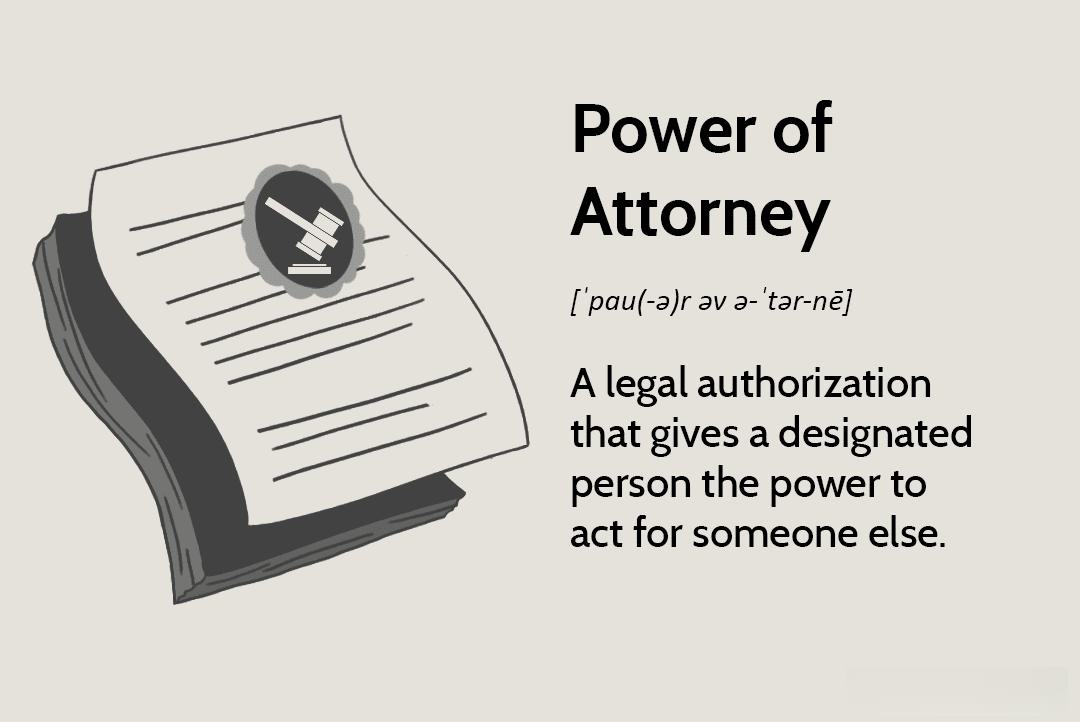 Power of
Attorney
[ˈpau(-ə)r əv ə-ˈtər-nē]
A legal authorization
that gives a designated
person the power to
act for someone else.